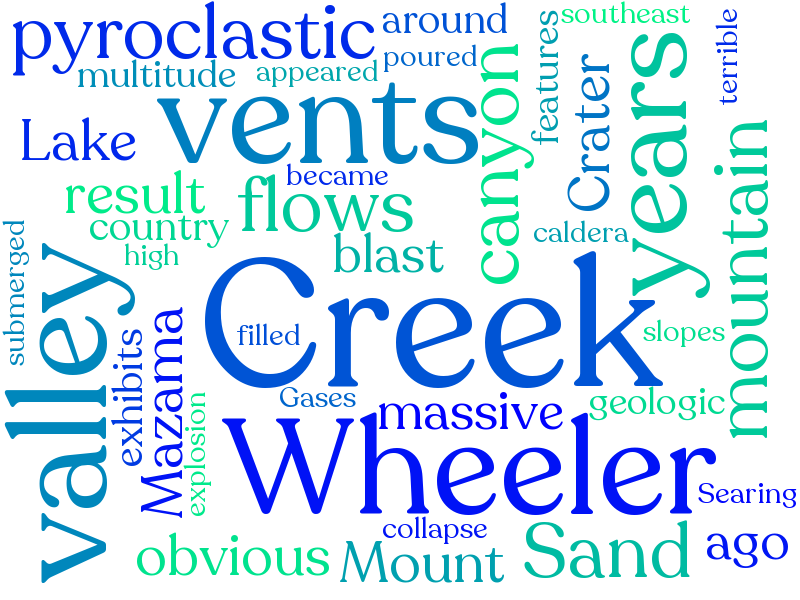 pyroclastic
around
southeast
terrible
multitude
appeared
poured
features
vents
canyon
Crater
years
Lake
became
mountain
result
flows
country
high
blast
caldera
submerged
valley
Creek
filled
slopes
exhibits
Mazama
explosion
Gases
massive
geologic
Wheeler
Searing
collapse
obvious
Mount
Sand
ago